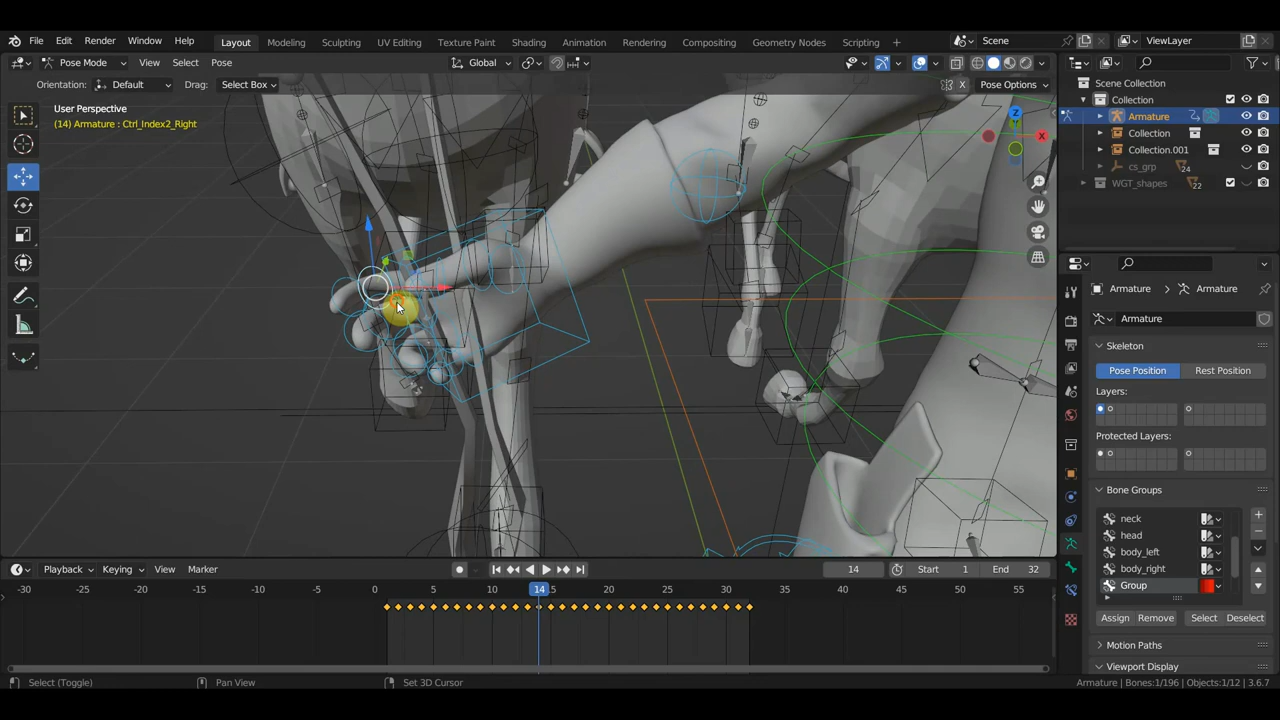 File Edit Render Window Help Layout Modeling Sculpting UV Editing Texture Paint Shading Animation Rendering Compositing Geometry Nodes Scripting + Scene ViewLayer
Pose Mode View Select Pose Global
Orientation: Default Drag: Select Box X Pose Options
User Perspective
(14) Armature : Ctrl_Index2_Right
Z
X
Scene Collection
Collection
Armature
Collection
Collection.001
cs_grp 24
WGT_shapes 22
Armature Armature
Armature
Skeleton
Pose Position Rest Position
Layers:
Protected Layers:
Bone Groups
neck
head
body_left
body_right
Group
Assign Remove Select Deselect
Motion Paths
Viewport Display
Playback Keying View Marker 14 Start 1 End 32
-30 -25 -20 -15 -10 -5 0 5 10 14 20 25 30 35 40 45 50 55
Select (Toggle) Pan View Set 3D Cursor Armature | Bones:1/196 | Objects:1/12 | 3.6.7